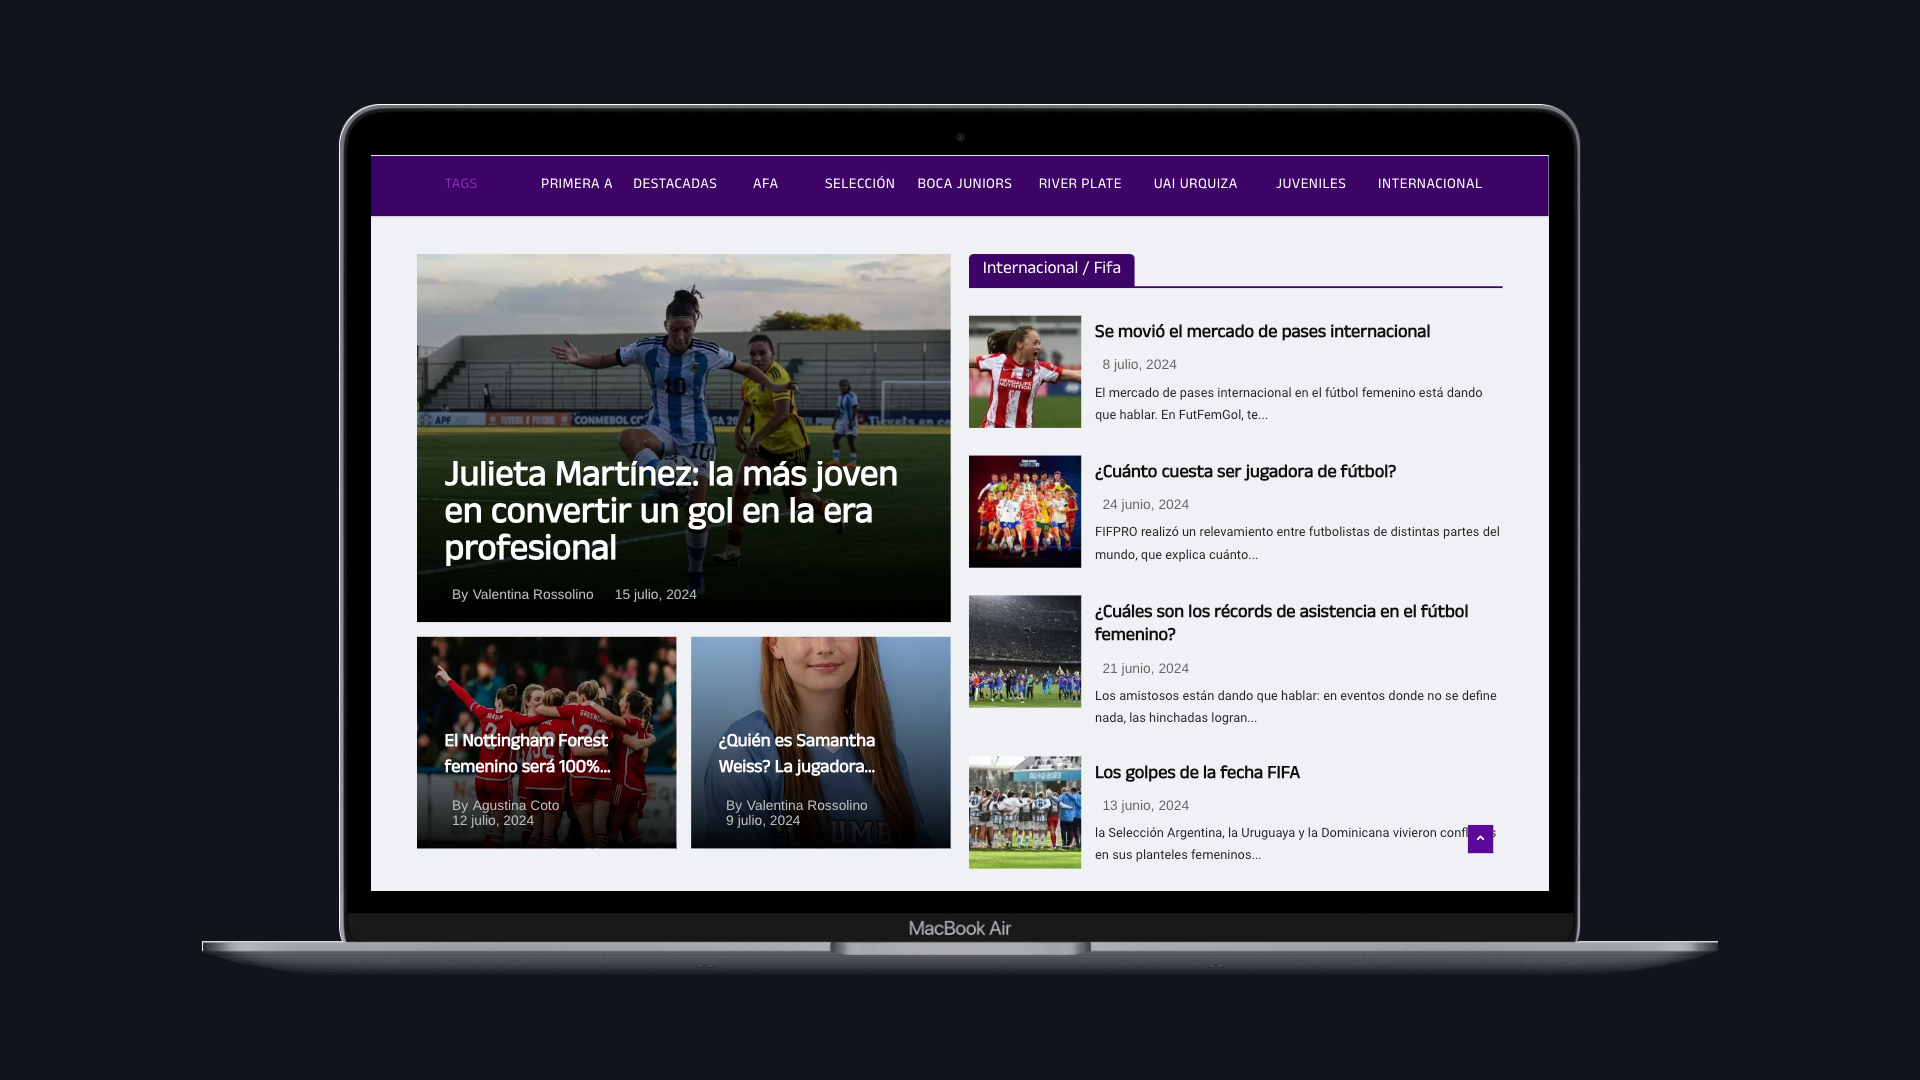 TAGS PRIMERA A DESTACADAS AFA SELECCIÓN BOCA JUNIORS RIVER PLATE UAI URQUIZA JUVENILES INTERNACIONAL
10
10
APF
FUTEBOL E FUTEBOL
CONMEBOL
Julieta Martínez: la más joven
en convertir un gol en la era
profesional
By Valentina Rossolino 15 julio, 2024
El Nottingham Forest
femenino será 100%...
By Agustina Coto
12 julio, 2024
¿Quién es Samantha
Weiss? La jugadora...
By Valentina Rossolino
9 julio, 2024
Internacional / Fifa
Se movió el mercado de pases internacional
8 julio, 2024
El mercado de pases internacional en el fútbol femenino está dando
que hablar. En FutFemGol, te...
¿Cuánto cuesta ser jugadora de fútbol?
24 junio, 2024
FIFPRO realizó un relevamiento entre futbolistas de distintas partes del
mundo, que explica cuánto...
¿Cuáles son los récords de asistencia en el fútbol
femenino?
21 junio, 2024
Los amistosos están dando que hablar: en eventos donde no se define
nada, las hinchadas logran...
Los golpes de la fecha FIFA
13 junio, 2024
la Selección Argentina, la Uruguaya y la Dominicana vivieron
en sus planteles femeninos...
MacBook Air